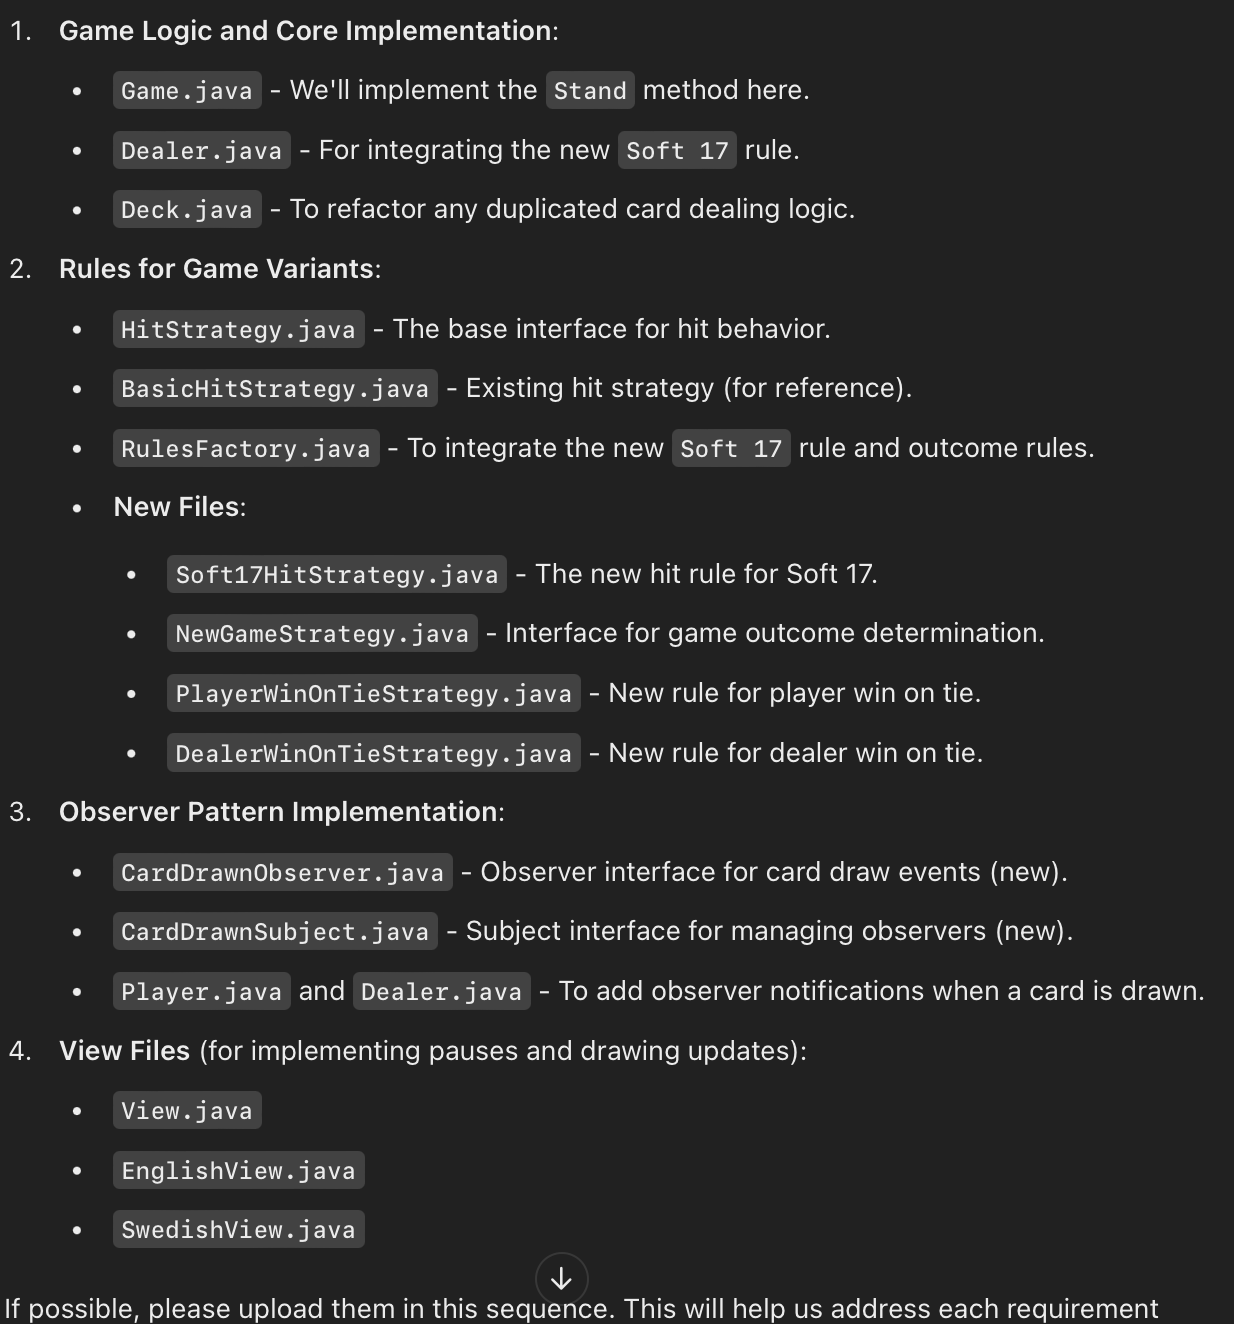 1. Game Logic and Core Implementation:
• Game.java - We'll implement the Stand method here.
• Dealer.java - For integrating the new Soft 17 rule.
• Deck.java - To refactor any duplicated card dealing logic.
2. Rules for Game Variants:
• HitStrategy.java - The base interface for hit behavior.
• BasicHitStrategy.java - Existing hit strategy (for reference).
• RulesFactory.java - To integrate the new Soft 17 rule and outcome rules.
• New Files:
• Soft17HitStrategy.java - The new hit rule for Soft 17.
• NewGameStrategy.java - Interface for game outcome determination.
• PlayerWinOnTieStrategy.java - New rule for player win on tie.
• DealerWinOnTieStrategy.java - New rule for dealer win on tie.
3. Observer Pattern Implementation:
• CardDrawnObserver.java - Observer interface for card draw events (new).
• CardDrawnSubject.java - Subject interface for managing observers (new).
• Player.java and Dealer.java - To add observer notifications when a card is drawn.
4. View Files (for implementing pauses and drawing updates):
• View.java
• EnglishView.java
• SwedishView.java
If possible, please upload them in this sequence. This will help us address each requirement